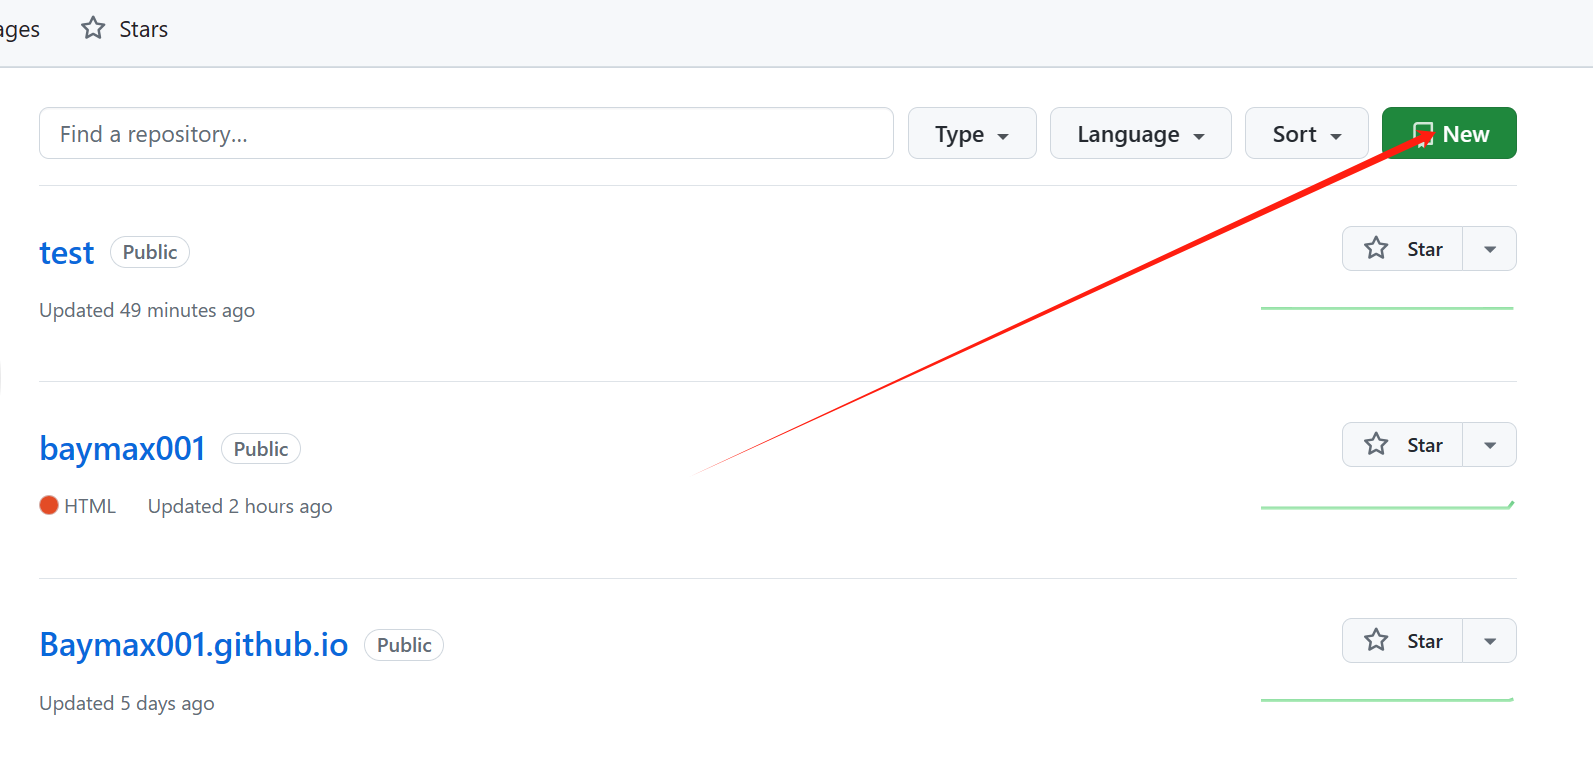 ages Stars
Find a repository... Type Language Sort New
test Public Star
Updated 49 minutes ago
baymax001 Public Star
HTML Updated 2 hours ago
Baymax001.github.io Public Star
Updated 5 days ago